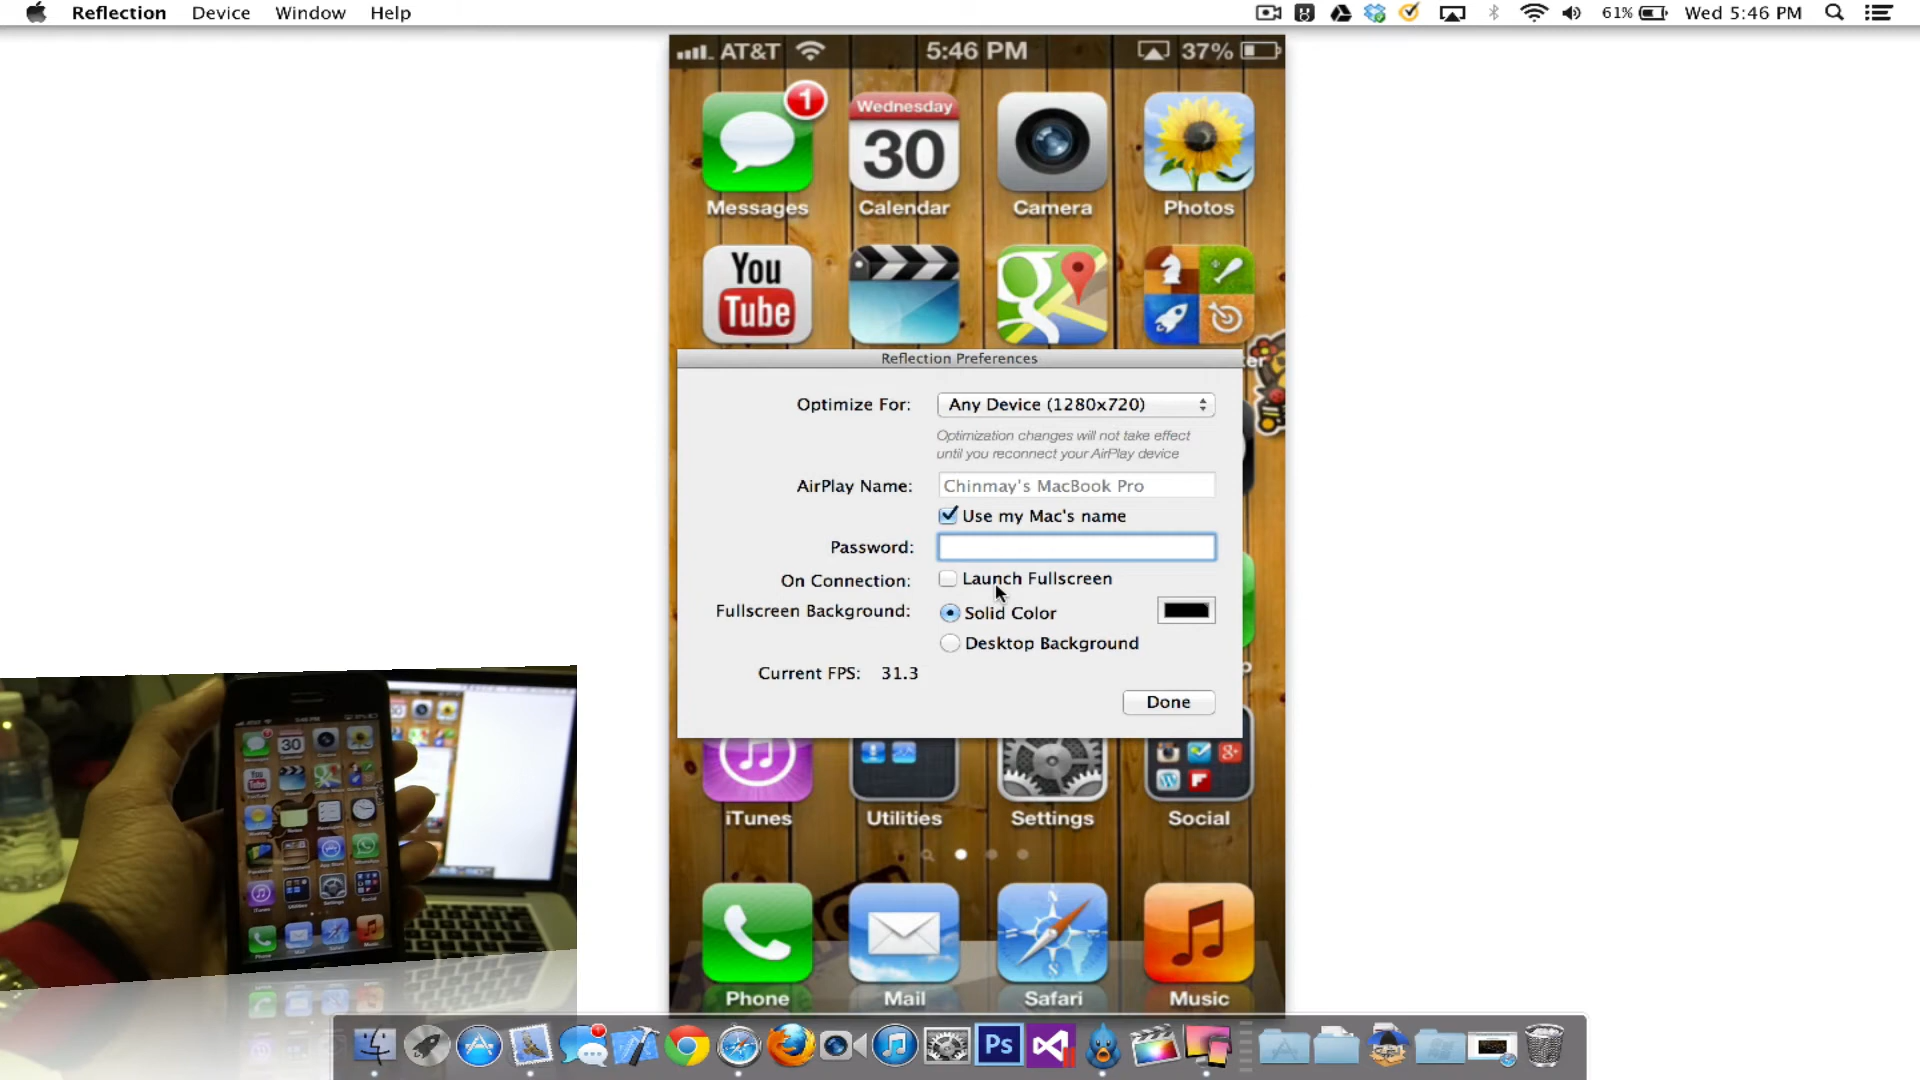 Reflection Device Window Help
61% Wed 5:46 PM
AT&T 5:46 PM 37%
1
Wednesday
30
Messages Calendar Camera Photos
You
Tube
Reflection Preferences
Optimize For: Any Device (1280x720)
Optimization changes will not take effect
until you reconnect your AirPlay device
AirPlay Name: Chinmay's MacBook Pro
Use my Mac's name
Password:
On Connection: Launch Fullscreen
Fullscreen Background: Solid Color
Desktop Background
Current FPS: 31.3
Done
iTunes Utilities Settings Social
Phone Mail Safari Music
Ps